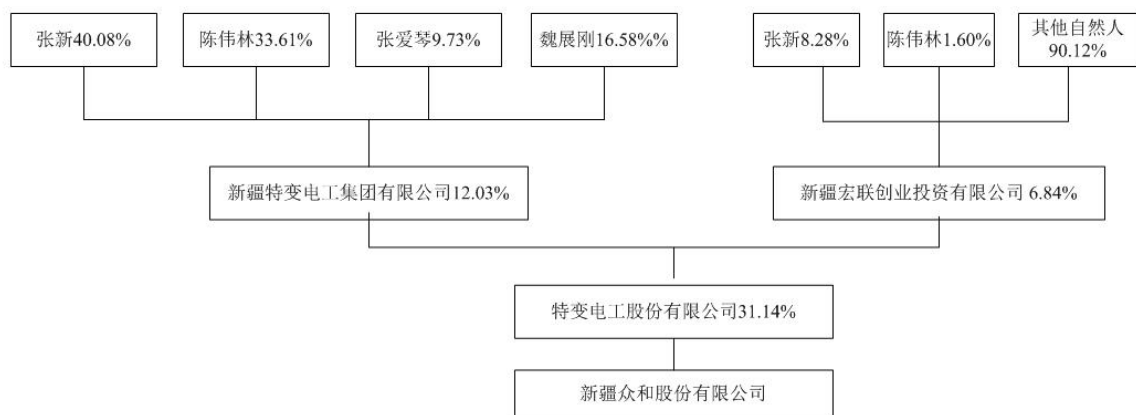 张新40.08%
陈伟林33.61%
张爱琴9.73%
魏展刚16.58%%
张新8.28%
陈伟林1.60%
其他自然人
90.12%
新疆特变电工集团有限公司12.03%
新疆宏联创业投资有限公司 6.84%
特变电工股份有限公司31.14%
新疆众和股份有限公司